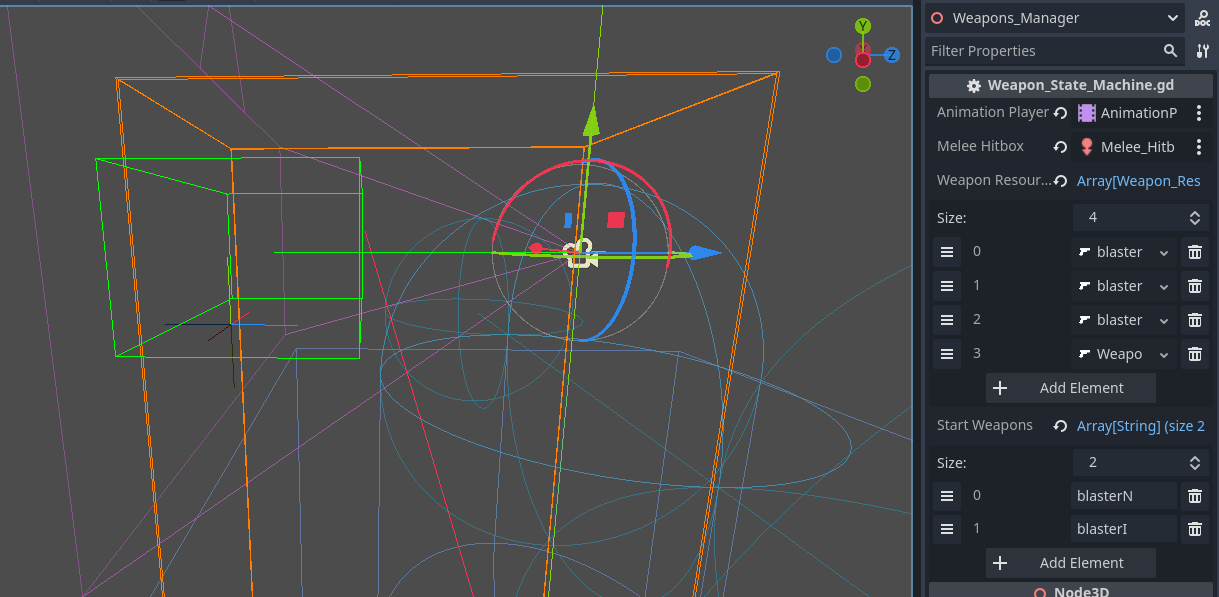 Y
Z
Weapons_Manager
Filter Properties
Weapon_State_Machine.gd
Animation Player AnimationP
Melee Hitbox Melee_Hitb
Weapon Resour... Array[Weapon_Res
Size: 4
0 blaster
1 blaster
2 blaster
3 Weapo
+ Add Element
Start Weapons Array[String] (size 2
Size: 2
0 blasterN
1 blasterI
+ Add Element
Node3D